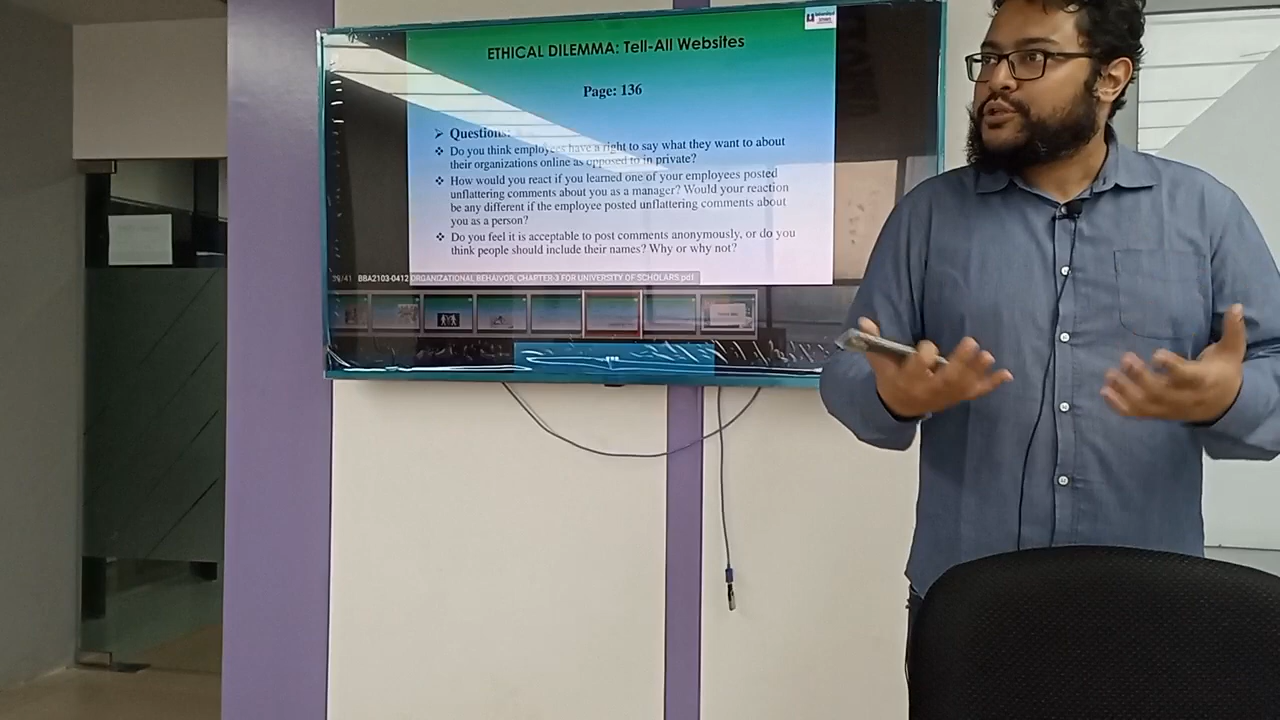 ETHICAL DILEMMA: Tell-All Websites
Page: 136
➢ Questions:
❖ Do you think employees have a right to say what they want to about
their organizations online as opposed to in private?
❖ How would you react if you learned one of your employees posted
unflattering comments about you as a manager? Would your reaction
be any different if the employee posted unflattering comments about
you as a person?
❖ Do you feel it is acceptable to post comments anonymously, or do you
think people should include their names? Why or why not?
/41 BBA2103-0412 ORGANIZATIONAL BEHAIVOR, CHAPTER-3 FOR UNIVERSITY OF SCHOLARS.pdf